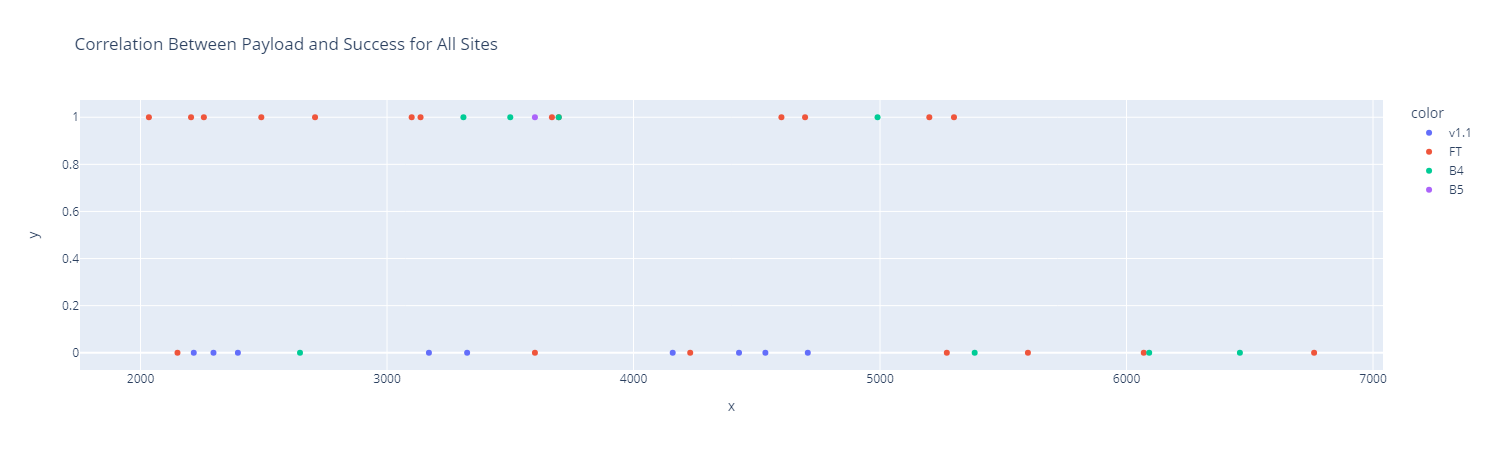 Correlation Between Payload and Success for All Sites
color
v1.1
FT
B4
B5
1
0.8
0.6
0.4
0.2
0
y
2000 3000 4000 5000 6000 7000
x